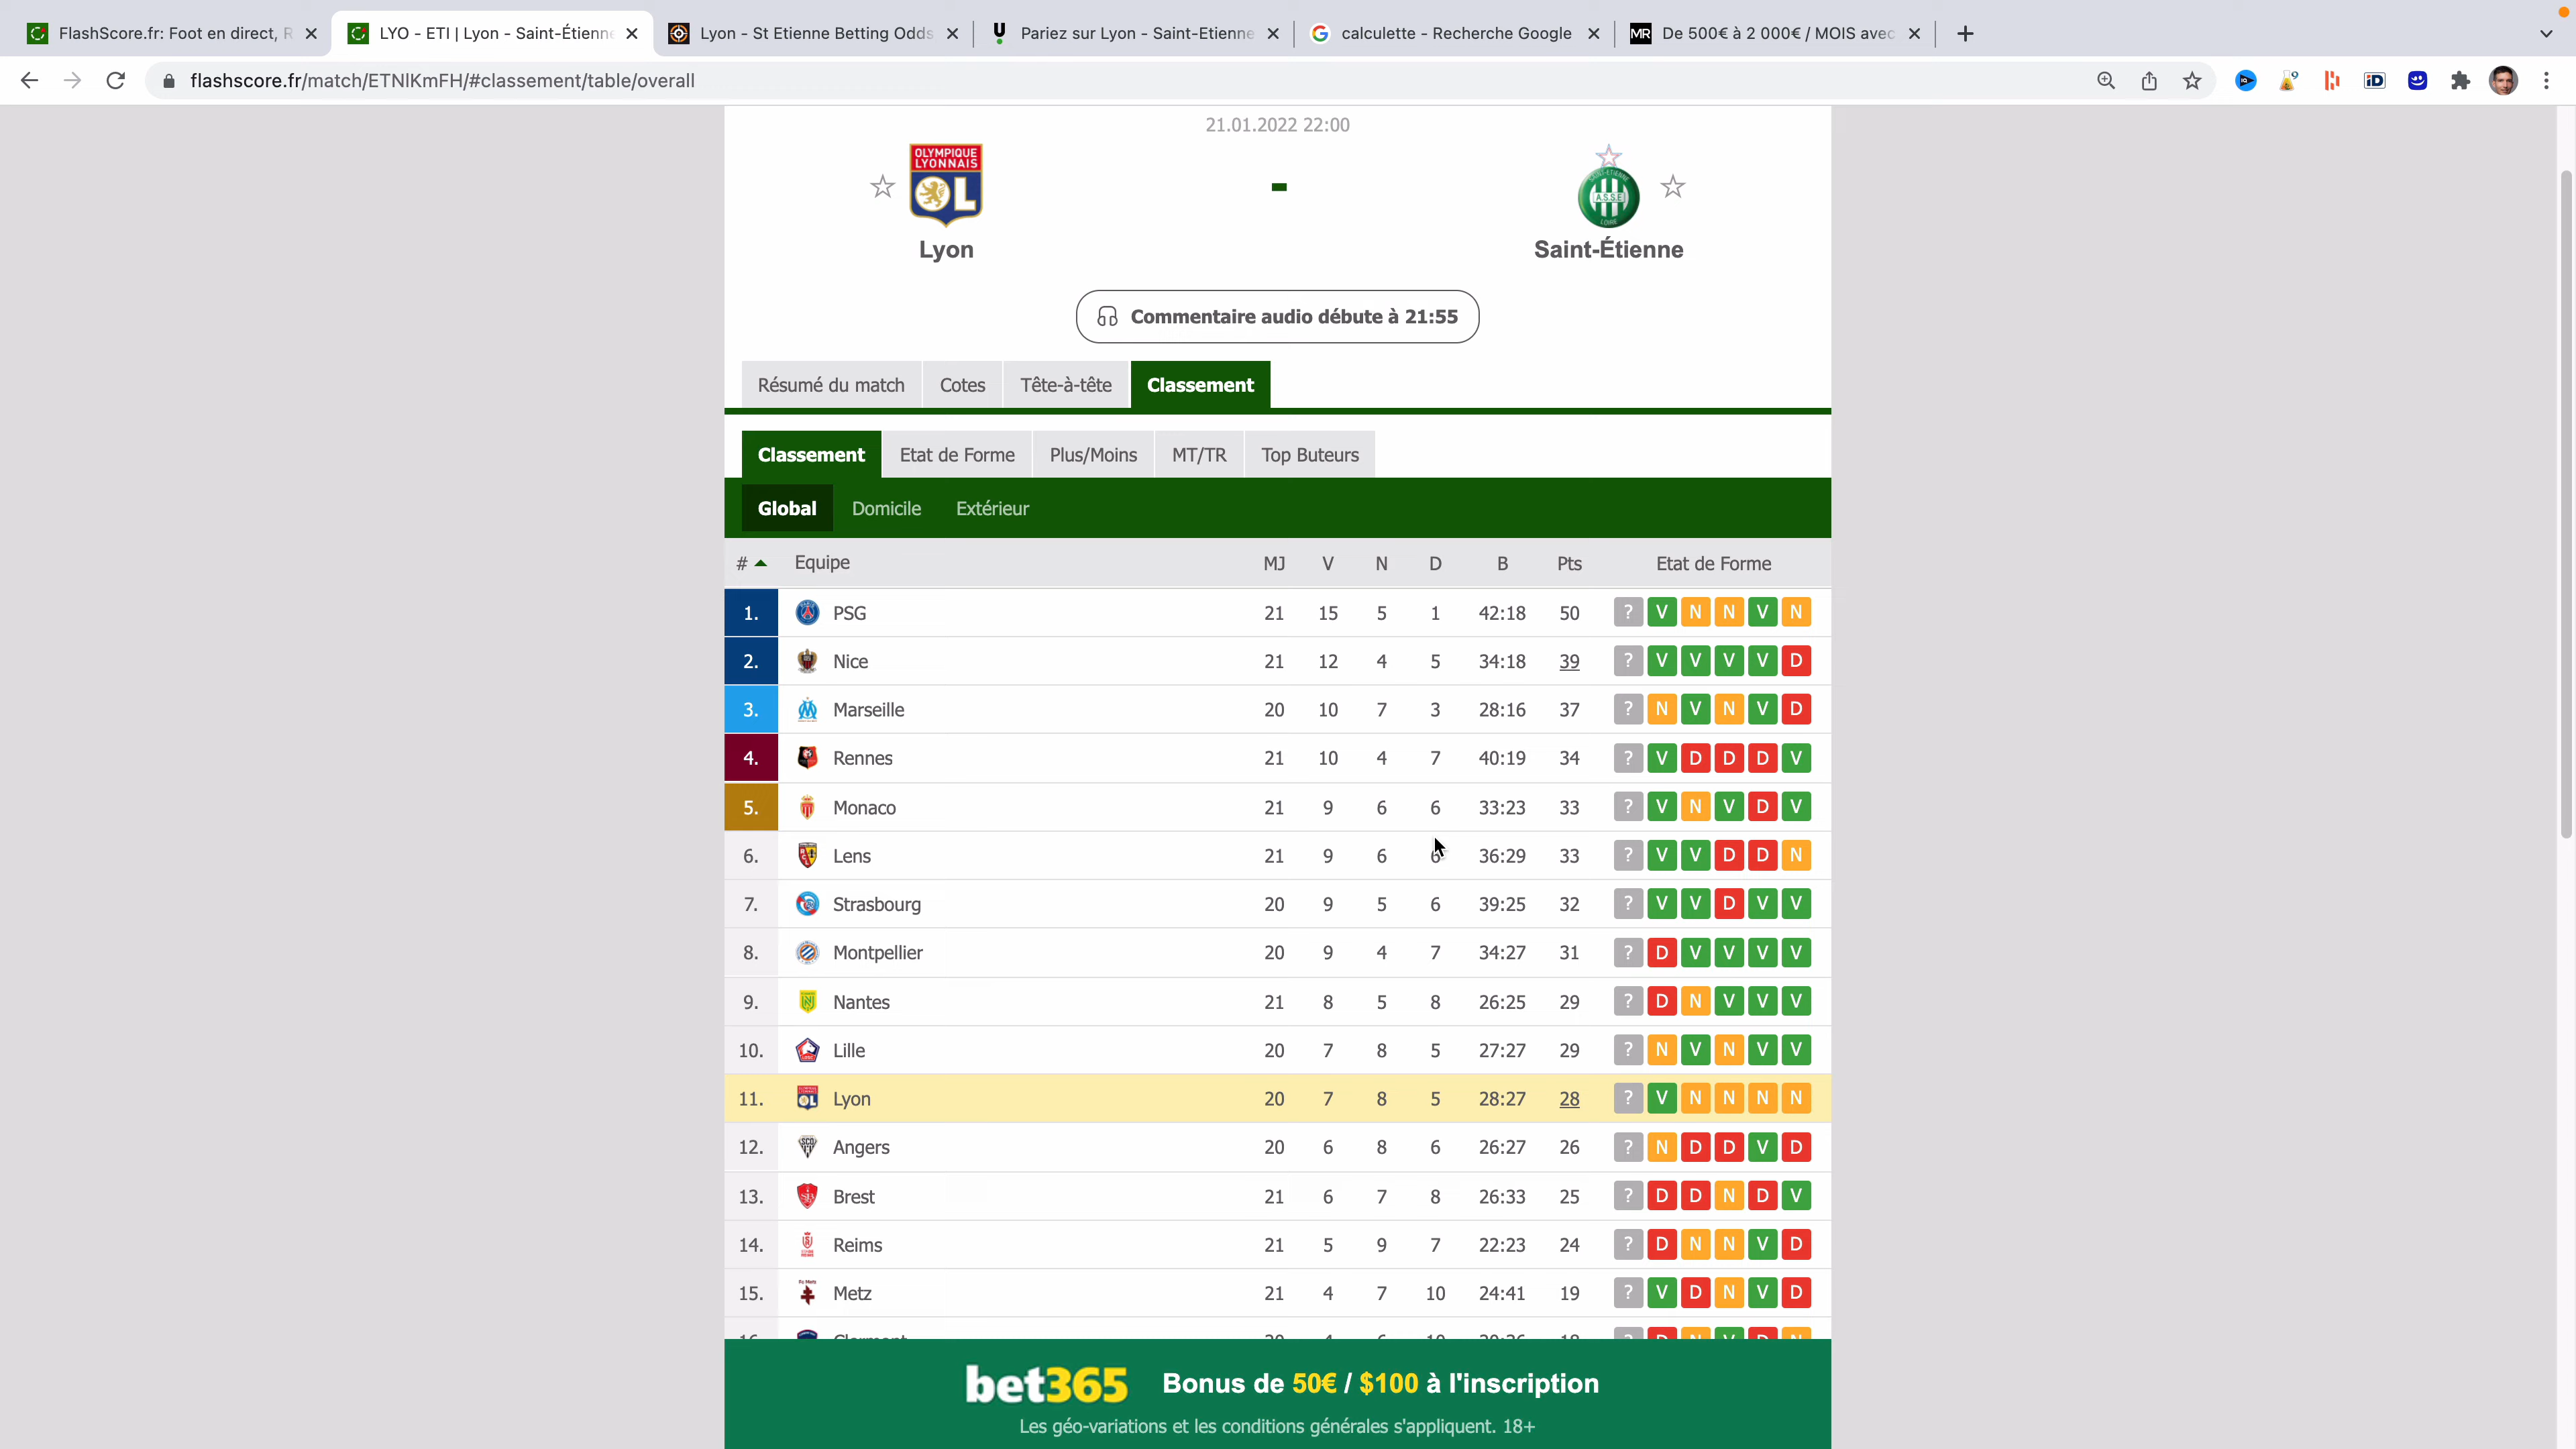 FlashScore.fr: Foot en direct, R
LYO - ETI | Lyon - Saint-Étienne
Lyon - St Etienne Betting Odds
Pariez sur Lyon - Saint-Etienne
calculette - Recherche Google
De 500€ à 2 000€ / MOIS avec
flashscore.fr/match/ETNIKmFH/#classement/table/overall
21.01.2022 22:00
OLYMPIQUE LYONNAIS OL
-
A.S.S.E LOIRE
Lyon
Saint-Étienne
Commentaire audio débute à 21:55
Résumé du match Cotes Tête-à-tête Classement
Classement Etat de Forme Plus/Moins MT/TR Top Buteurs
Global Domicile Extérieur
# Equipe MJ V N D B Pts Etat de Forme
1. PSG 21 15 5 1 42:18 50 ? V N N V N
2. Nice 21 12 4 5 34:18 39 ? V V V V D
3. Marseille 20 10 7 3 28:16 37 ? N V N V D
4. Rennes 21 10 4 7 40:19 34 ? V D D D V
5. Monaco 21 9 6 6 33:23 33 ? V N V D V
6. Lens 21 9 6 6 36:29 33 ? V V D D N
7. Strasbourg 20 9 5 6 39:25 32 ? V V D V V
8. Montpellier 20 9 4 7 34:27 31 ? D V V V V
9. Nantes 21 8 5 8 26:25 29 ? D N V V V
10. Lille 20 7 8 5 27:27 29 ? N V N V V
11. Lyon 20 7 8 5 28:27 28 ? V N N N N
12. Angers 20 6 8 6 26:27 26 ? N D D V D
13. Brest 21 6 7 8 26:33 25 ? D D N D V
14. Reims 21 5 9 7 22:23 24 ? D N N V D
15. Metz 21 4 7 10 24:41 19 ? V D N V D
bet365 Bonus de 50€ / $100 à l'inscription
Les géo-variations et les conditions générales s'appliquent. 18+